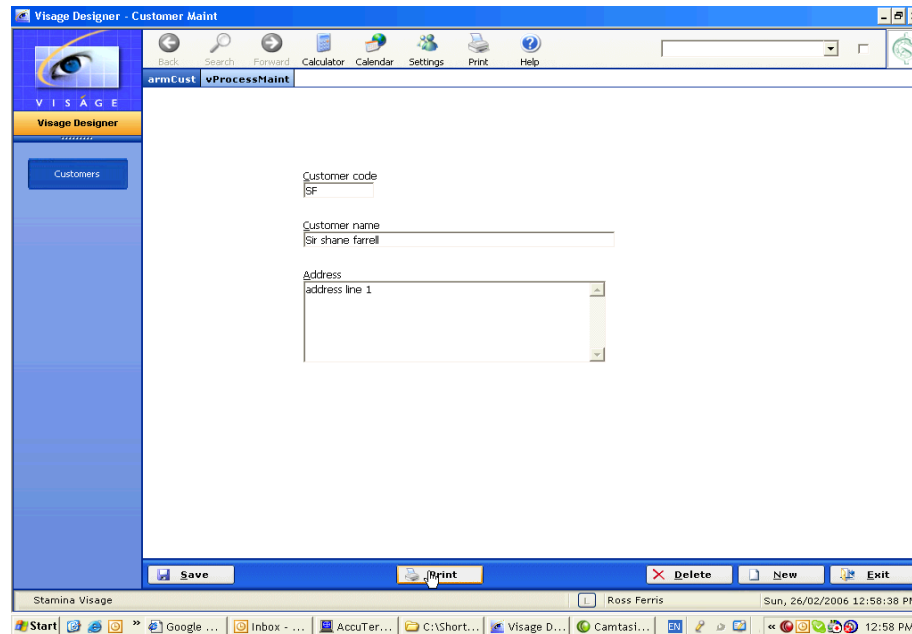 Visage Designer - Customer Maint
Back Search Forward Calculator Calendar Settings Print Help
armCust vProcessMaint
VISÁGE
Visage Designer
Customers
Customer code
SF
Customer name
Sir shane farrell
Address
address line 1
Save Print Delete New Exit
Stamina Visage L Ross Ferris Sun, 26/02/2006 12:58:38 PM
Start » Google ... Inbox - ... AccuTer... C:\Short... Visage D... Camtasi... EN « 12:58 PM